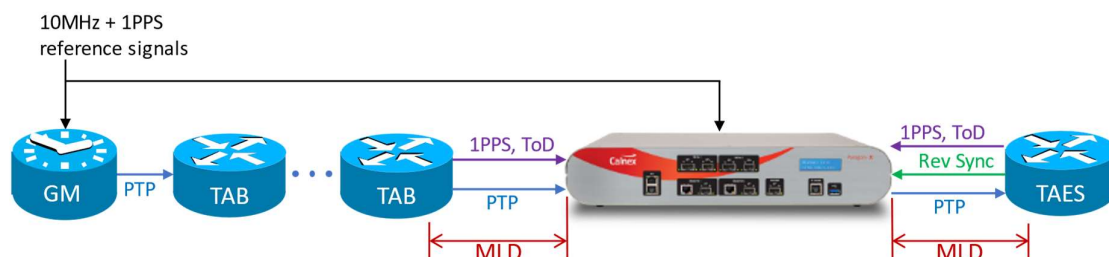 10MHz + 1PPS
reference signals
GM
PTP
TAB
TAB
1PPS, ToD
PTP
MLD
Calnex
1PPS, ToD
Rev Sync
PTP
MLD
TAES